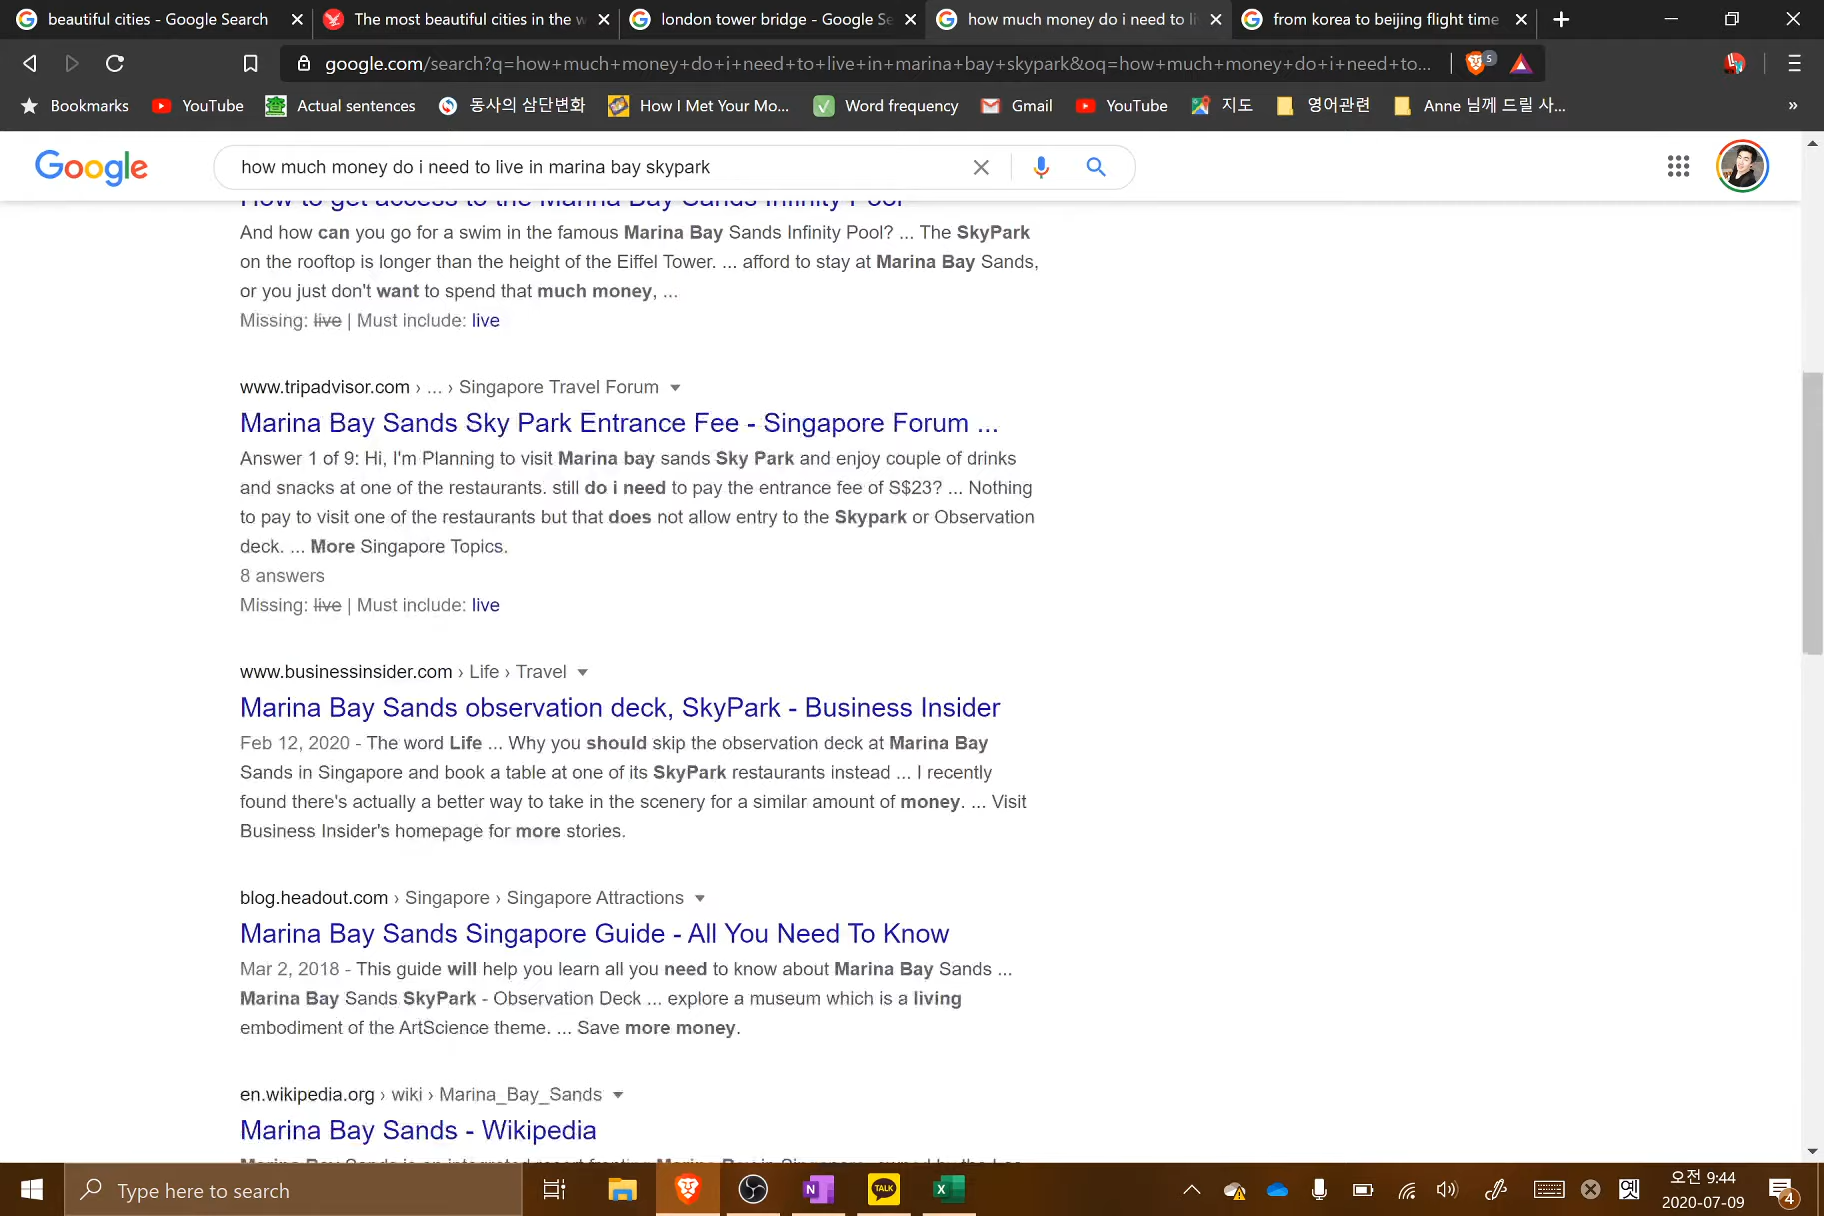 beautiful cities - Google Search
The most beautiful cities in the w
london tower bridge - Google Se
how much money do i need to li
from korea to beijing flight time
google.com/search?q=how+much+money+do+i+need+to+live+in+marina+bay+skypark&oq=how+much+money+do+i+need+to...
5
Bookmarks
YouTube
Actual sentences
동사의 삼단변화
How I Met Your Mo...
Word frequency
Gmail
YouTube
지도
영어관련
Anne 님께 드릴 사...
»
Google
how much money do i need to live in marina bay skypark
How to get access to the Marina Bay Sands Infinity Pool
And how can you go for a swim in the famous Marina Bay Sands Infinity Pool? ... The SkyPark
on the rooftop is longer than the height of the Eiffel Tower. ... afford to stay at Marina Bay Sands,
or you just don't want to spend that much money, ...
Missing: live | Must include: live
www.tripadvisor.com › ... › Singapore Travel Forum
Marina Bay Sands Sky Park Entrance Fee - Singapore Forum ...
Answer 1 of 9: Hi, I'm Planning to visit Marina bay sands Sky Park and enjoy couple of drinks
and snacks at one of the restaurants. still do i need to pay the entrance fee of S$23? ... Nothing
to pay to visit one of the restaurants but that does not allow entry to the Skypark or Observation
deck. ... More Singapore Topics.
8 answers
Missing: live | Must include: live
www.businessinsider.com › Life › Travel
Marina Bay Sands observation deck, SkyPark - Business Insider
Feb 12, 2020 - The word Life ... Why you should skip the observation deck at Marina Bay
Sands in Singapore and book a table at one of its SkyPark restaurants instead ... I recently
found there's actually a better way to take in the scenery for a similar amount of money. ... Visit
Business Insider's homepage for more stories.
blog.headout.com › Singapore › Singapore Attractions
Marina Bay Sands Singapore Guide - All You Need To Know
Mar 2, 2018 - This guide will help you learn all you need to know about Marina Bay Sands ...
Marina Bay Sands SkyPark - Observation Deck ... explore a museum which is a living
embodiment of the ArtScience theme. ... Save more money.
en.wikipedia.org › wiki › Marina_Bay_Sands
Marina Bay Sands - Wikipedia
Type here to search
N
TALK
X
오전 9:44
2020-07-09
4